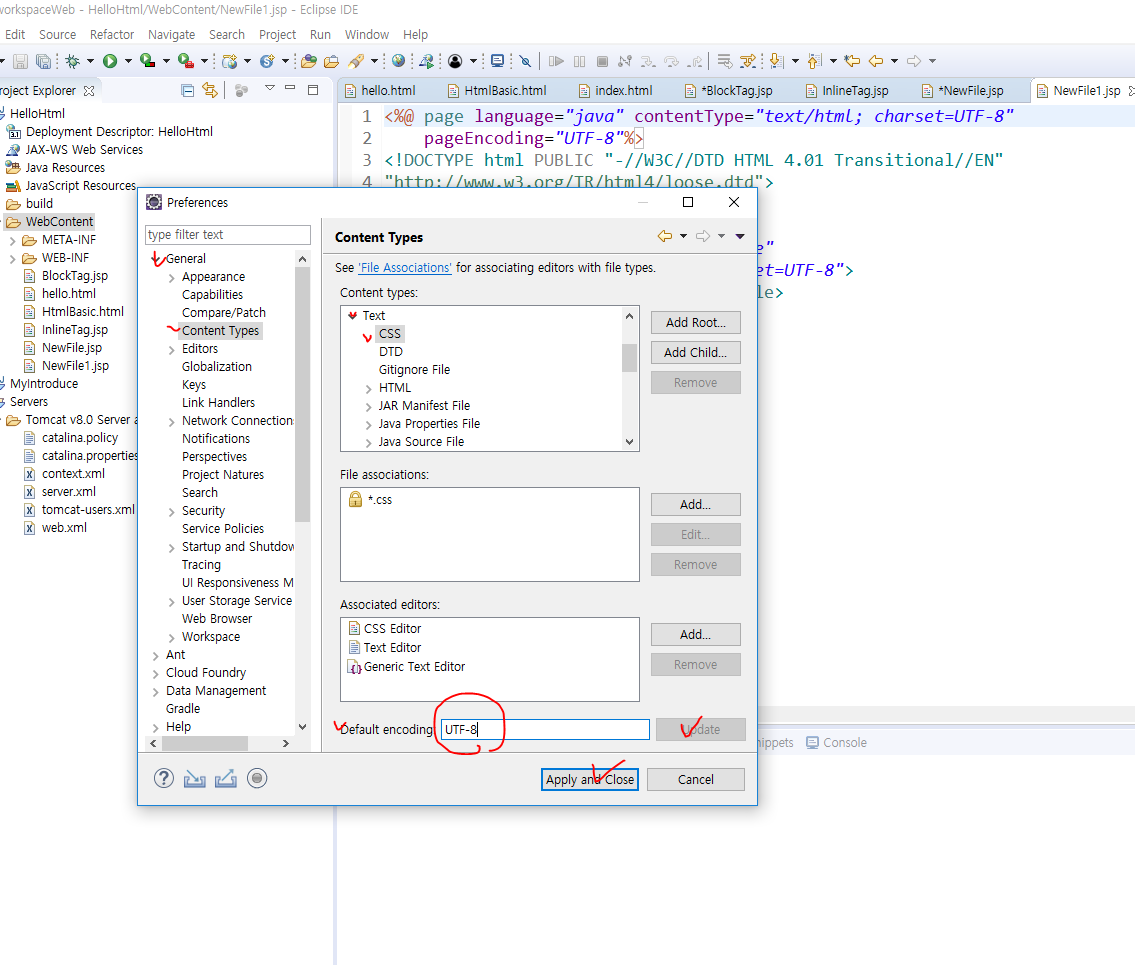 workspaceWeb - HelloHtml/WebContent/NewFile1.jsp - Eclipse IDE
Edit Source Refactor Navigate Search Project Run Window Help
roject Explorer
hello.html HtmlBasic.html index.html *BlockTag.jsp InlineTag.jsp *NewFile.jsp NewFile1.jsp
HelloHtml
Deployment Descriptor: HelloHtml
JAX-WS Web Services
Java Resources
JavaScript Resources
build
WebContent
META-INF
WEB-INF
BlockTag.jsp
hello.html
HtmlBasic.html
InlineTag.jsp
NewFile.jsp
NewFile1.jsp
MyIntroduce
Servers
Tomcat v8.0 Server a
catalina.policy
catalina.properties
context.xml
server.xml
tomcat-users.xml
web.xml
1 <%@ page language="java" contentType="text/html; charset=UTF-8"
2 pageEncoding="UTF-8"%>
3 <!DOCTYPE html PUBLIC "-//W3C//DTD HTML 4.01 Transitional//EN"
4 "http://www.w3.org/TR/html4/loose.dtd">
e"
et=UTF-8">
le>
Preferences
type filter text
General
Appearance
Capabilities
Compare/Patch
Content Types
Editors
Globalization
Keys
Link Handlers
Network Connection
Notifications
Perspectives
Project Natures
Search
Security
Service Policies
Startup and Shutdow
Tracing
UI Responsiveness M
User Storage Service
Web Browser
Workspace
Ant
Cloud Foundry
Data Management
Gradle
Help
Content Types
See 'File Associations' for associating editors with file types.
Content types:
Text
CSS
DTD
Gitignore File
HTML
JAR Manifest File
Java Properties File
Java Source File
Add Root...
Add Child...
Remove
File associations:
*.css
Add...
Edit...
Remove
Associated editors:
CSS Editor
Text Editor
Generic Text Editor
Add...
Remove
Default encoding: UTF-8 Update
Apply and Close Cancel
nippets Console